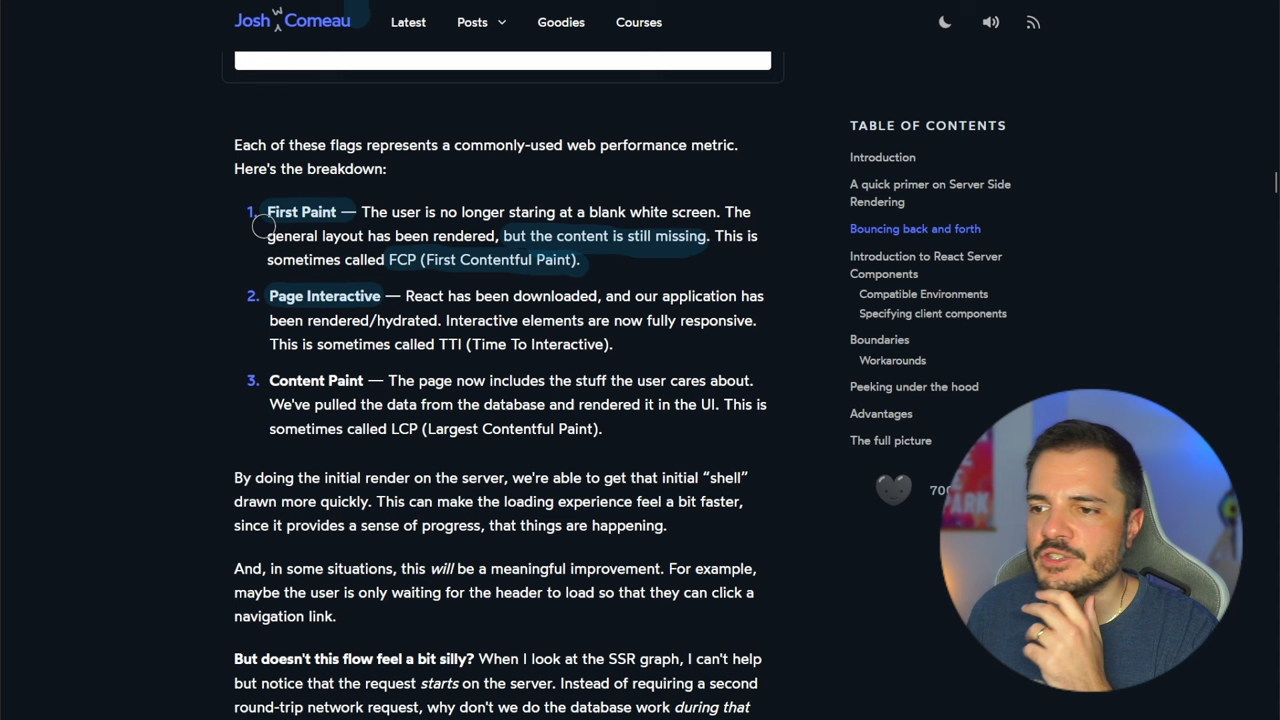 Josh W Comeau
Latest
Posts
Goodies
Courses
Each of these flags represents a commonly-used web performance metric.
Here's the breakdown:
1. First Paint — The user is no longer staring at a blank white screen. The
general layout has been rendered, but the content is still missing. This is
sometimes called FCP (First Contentful Paint).
2. Page Interactive — React has been downloaded, and our application has
been rendered/hydrated. Interactive elements are now fully responsive.
This is sometimes called TTI (Time To Interactive).
3. Content Paint — The page now includes the stuff the user cares about.
We've pulled the data from the database and rendered it in the UI. This is
sometimes called LCP (Largest Contentful Paint).
By doing the initial render on the server, we're able to get that initial “shell”
drawn more quickly. This can make the loading experience feel a bit faster,
since it provides a sense of progress, that things are happening.
And, in some situations, this will be a meaningful improvement. For example,
maybe the user is only waiting for the header to load so that they can click a
navigation link.
But doesn't this flow feel a bit silly? When I look at the SSR graph, I can't help
but notice that the request starts on the server. Instead of requiring a second
round-trip network request, why don't we do the database work during that
TABLE OF CONTENTS
Introduction
A quick primer on Server Side
Rendering
Bouncing back and forth
Introduction to React Server
Components
Compatible Environments
Specifying client components
Boundaries
Workarounds
Peeking under the hood
Advantages
The full picture
PARK